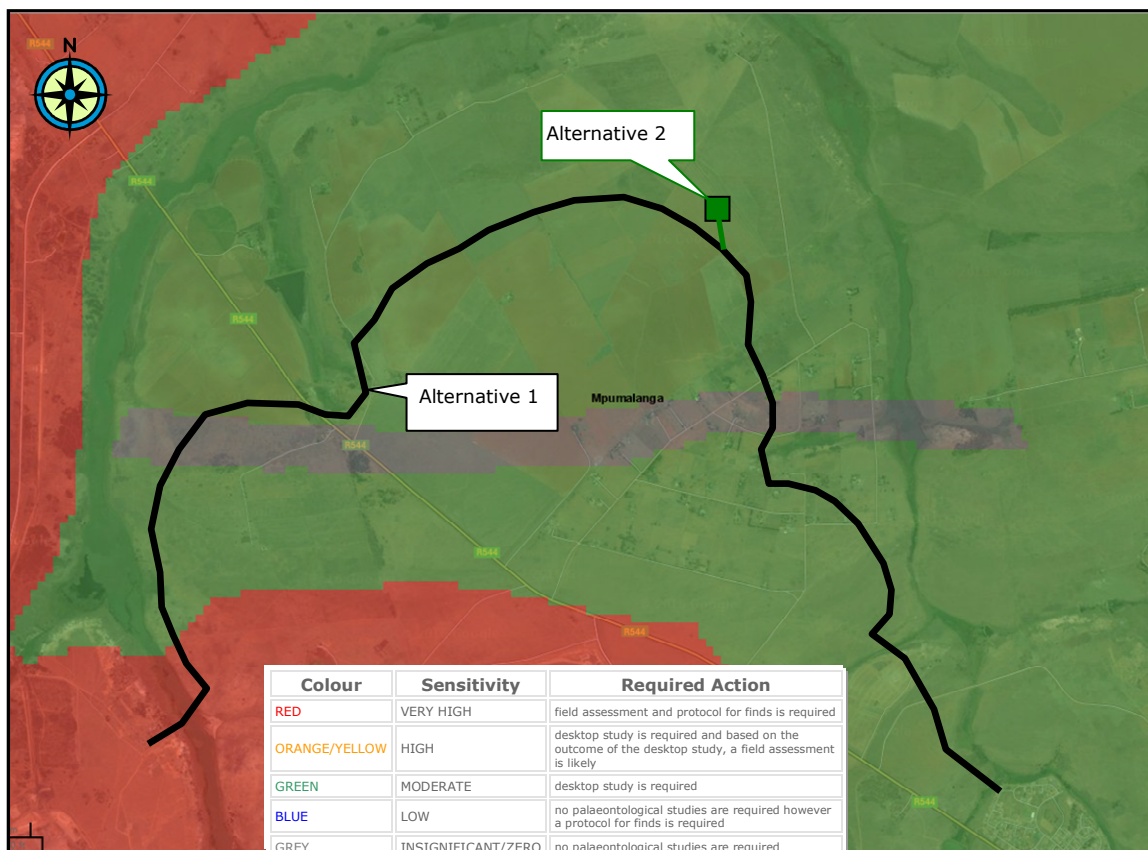 N
R544
R544
Alternative 2
R544
Alternative 1
Mpumalanga
R544
R544
R544
Colour Sensitivity Required Action
RED VERY HIGH field assessment and protocol for finds is required
ORANGE/YELLOW HIGH desktop study is required and based on the
outcome of the desktop study, a field assessment
is likely
GREEN MODERATE desktop study is required
BLUE LOW no palaeontological studies are required however
a protocol for finds is required
R544
GREY INSIGNIFICANT/ZERO no palaeontological studies are required